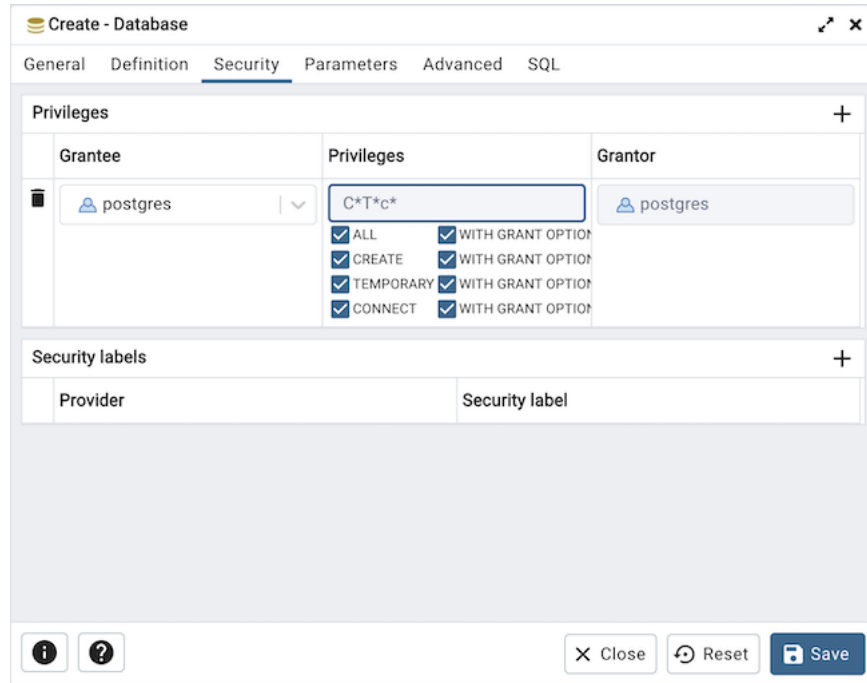 Create - Database
General Definition Security Parameters Advanced SQL
Privileges
Grantee Privileges Grantor
postgres C*T*c* postgres
ALL WITH GRANT OPTION
CREATE WITH GRANT OPTION
TEMPORARY WITH GRANT OPTION
CONNECT WITH GRANT OPTION
Security labels
Provider Security label
Close Reset Save